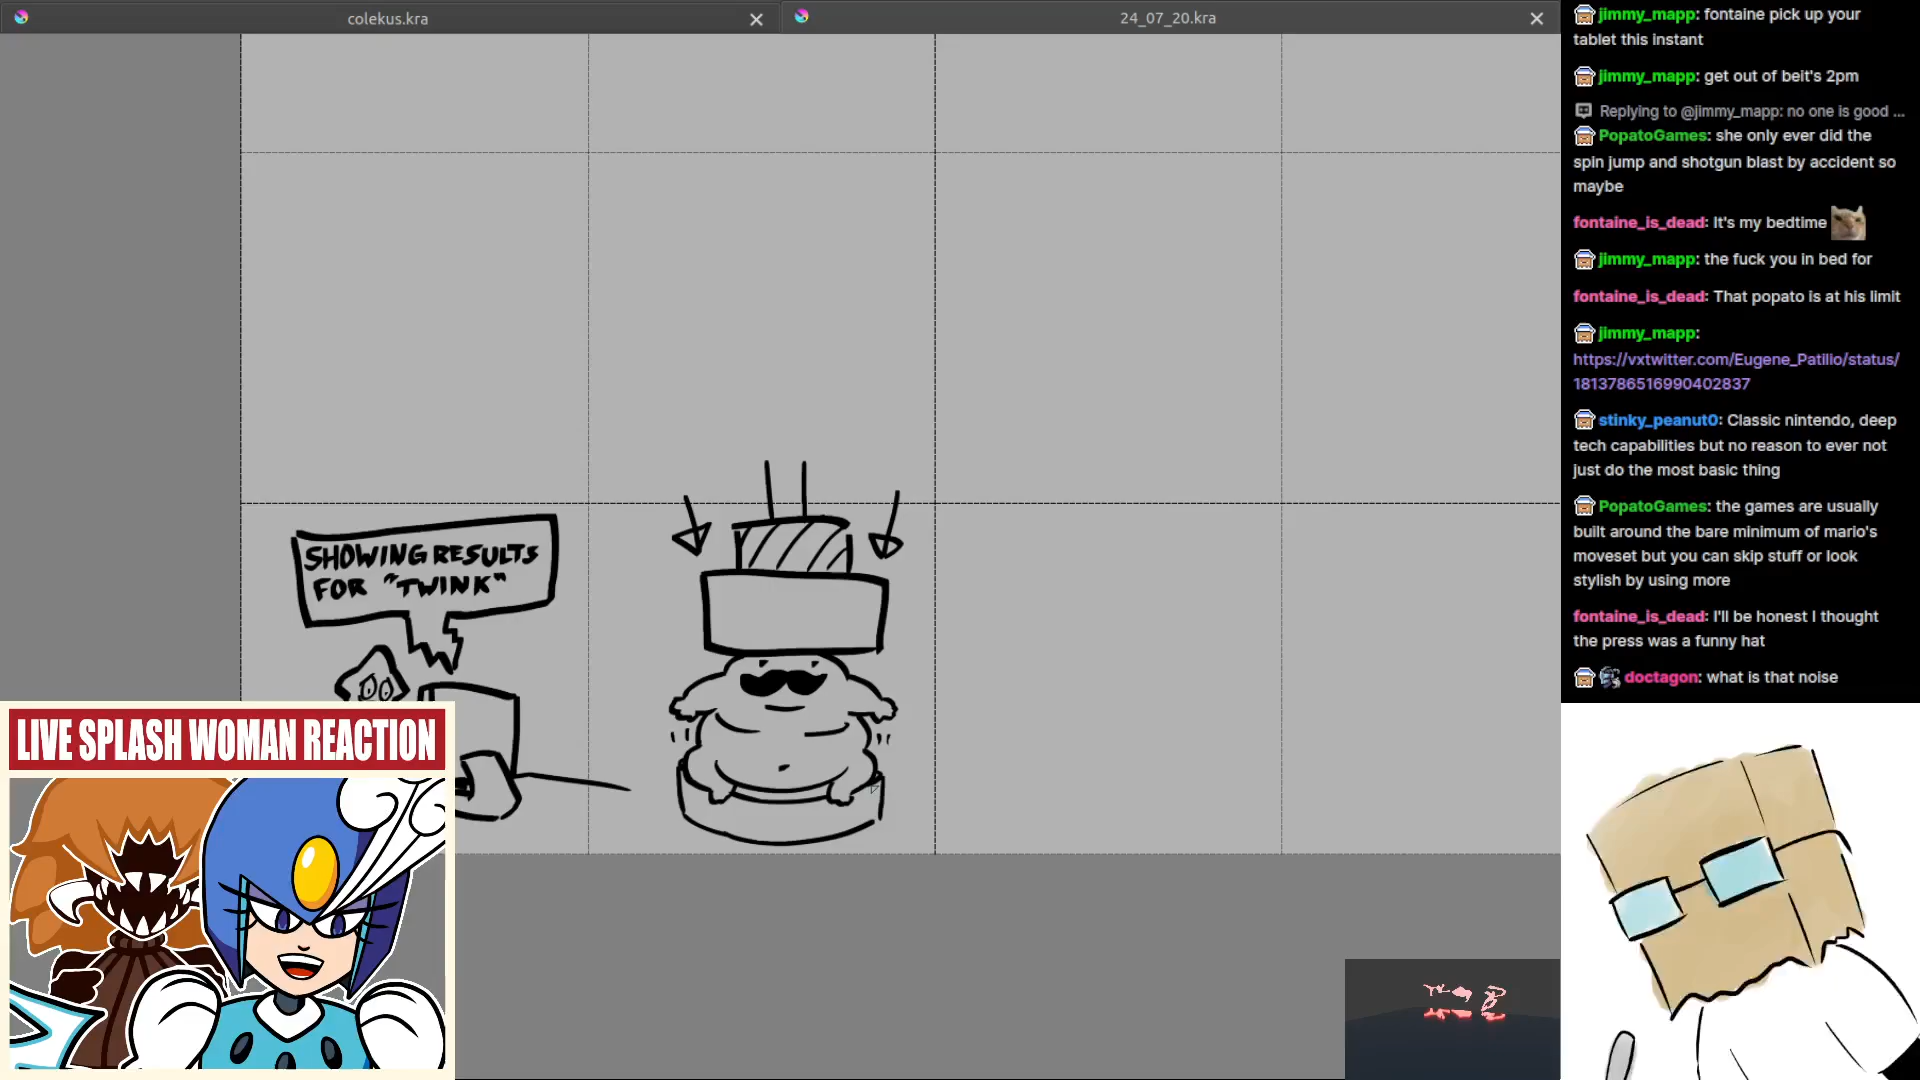 colekus.kra
24_07_20.kra
SHOWING RESULTS
FOR "TWINK"
LIVE SPLASH WOMAN REACTION
jimmy_mapp: fontaine pick up your
tablet this instant
jimmy_mapp: get out of beit's 2pm
Replying to @jimmy_mapp: no one is good ...
PopatoGames: she only ever did the
spin jump and shotgun blast by accident so
maybe
fontaine_is_dead: It's my bedtime
jimmy_mapp: the fuck you in bed for
fontaine_is_dead: That popato is at his limit
jimmy_mapp:
https://vxtwitter.com/Eugene_Patillo/status/
1813786516990402837
stinky_peanut0: Classic nintendo, deep
tech capabilities but no reason to ever not
just do the most basic thing
PopatoGames: the games are usually
built around the bare minimum of mario's
moveset but you can skip stuff or look
stylish by using more
fontaine_is_dead: I'll be honest I thought
the press was a funny hat
doctagon: what is that noise